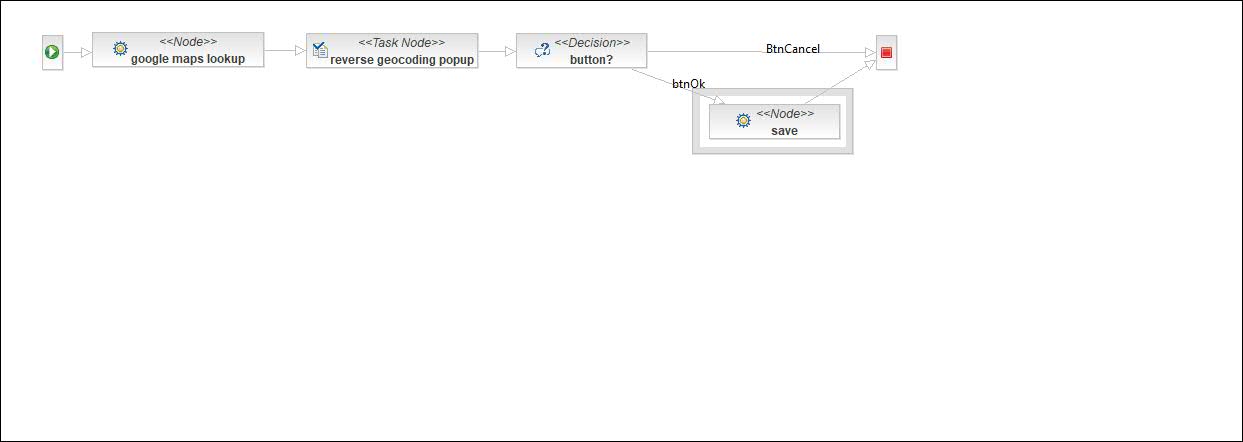 <<Node>>
google maps lookup
<<Task Node>>
reverse geocoding popup
<<Decision>>
button?
BtnCancel
btnOk
<<Node>>
save